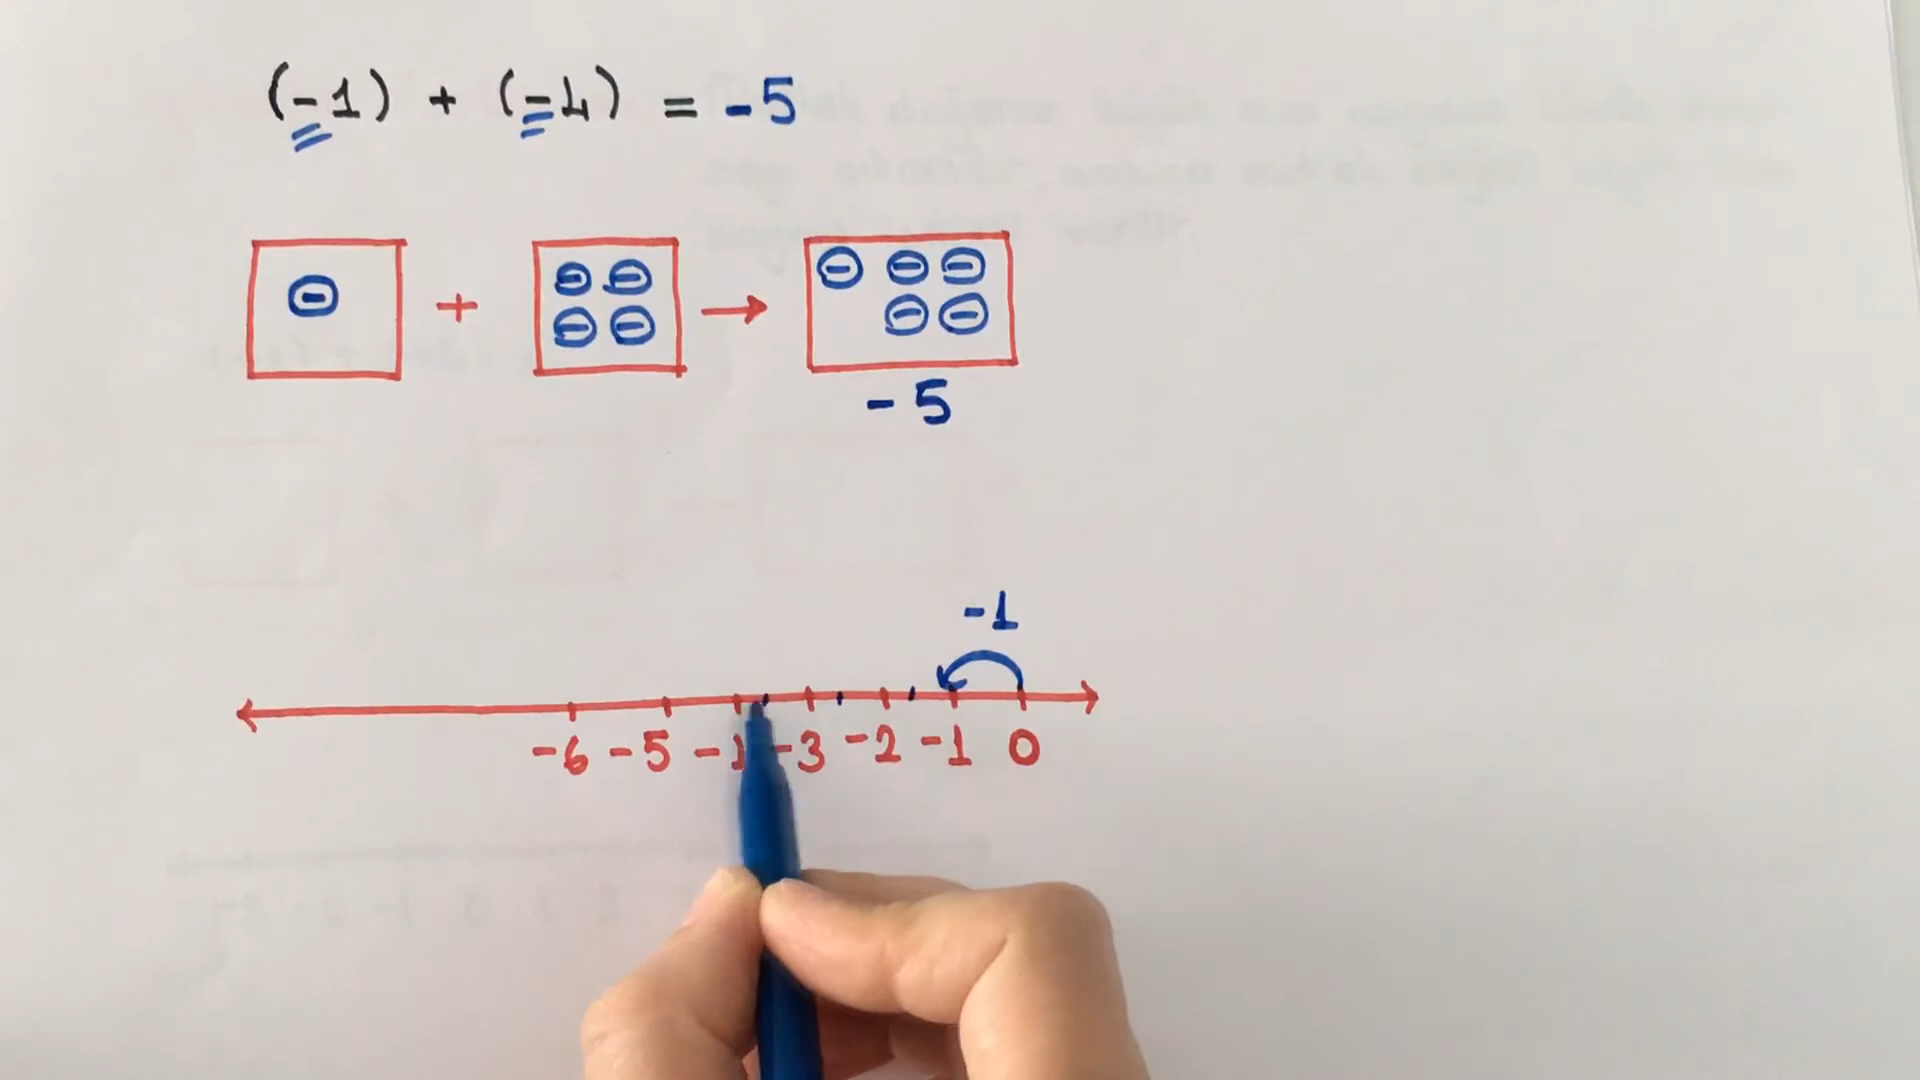 (-1) + (-4) = -5
- + - - - - → - - - - -
-5
-1
-6 -5 -3 -2 -1 0